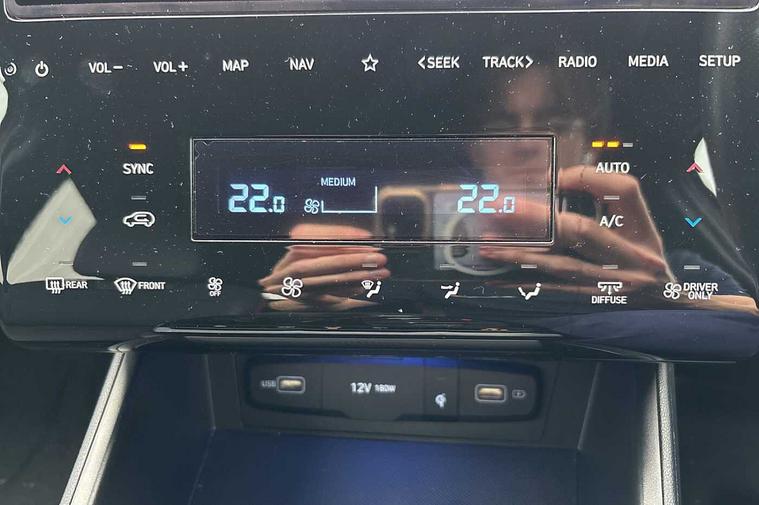 VOL− VOL+ MAP NAV <SEEK TRACK> RADIO MEDIA SETUP
SYNC AUTO
22.0 MEDIUM 22.0
A/C
REAR FRONT OFF DIFFUSE DRIVER ONLY
USB 12V 180W